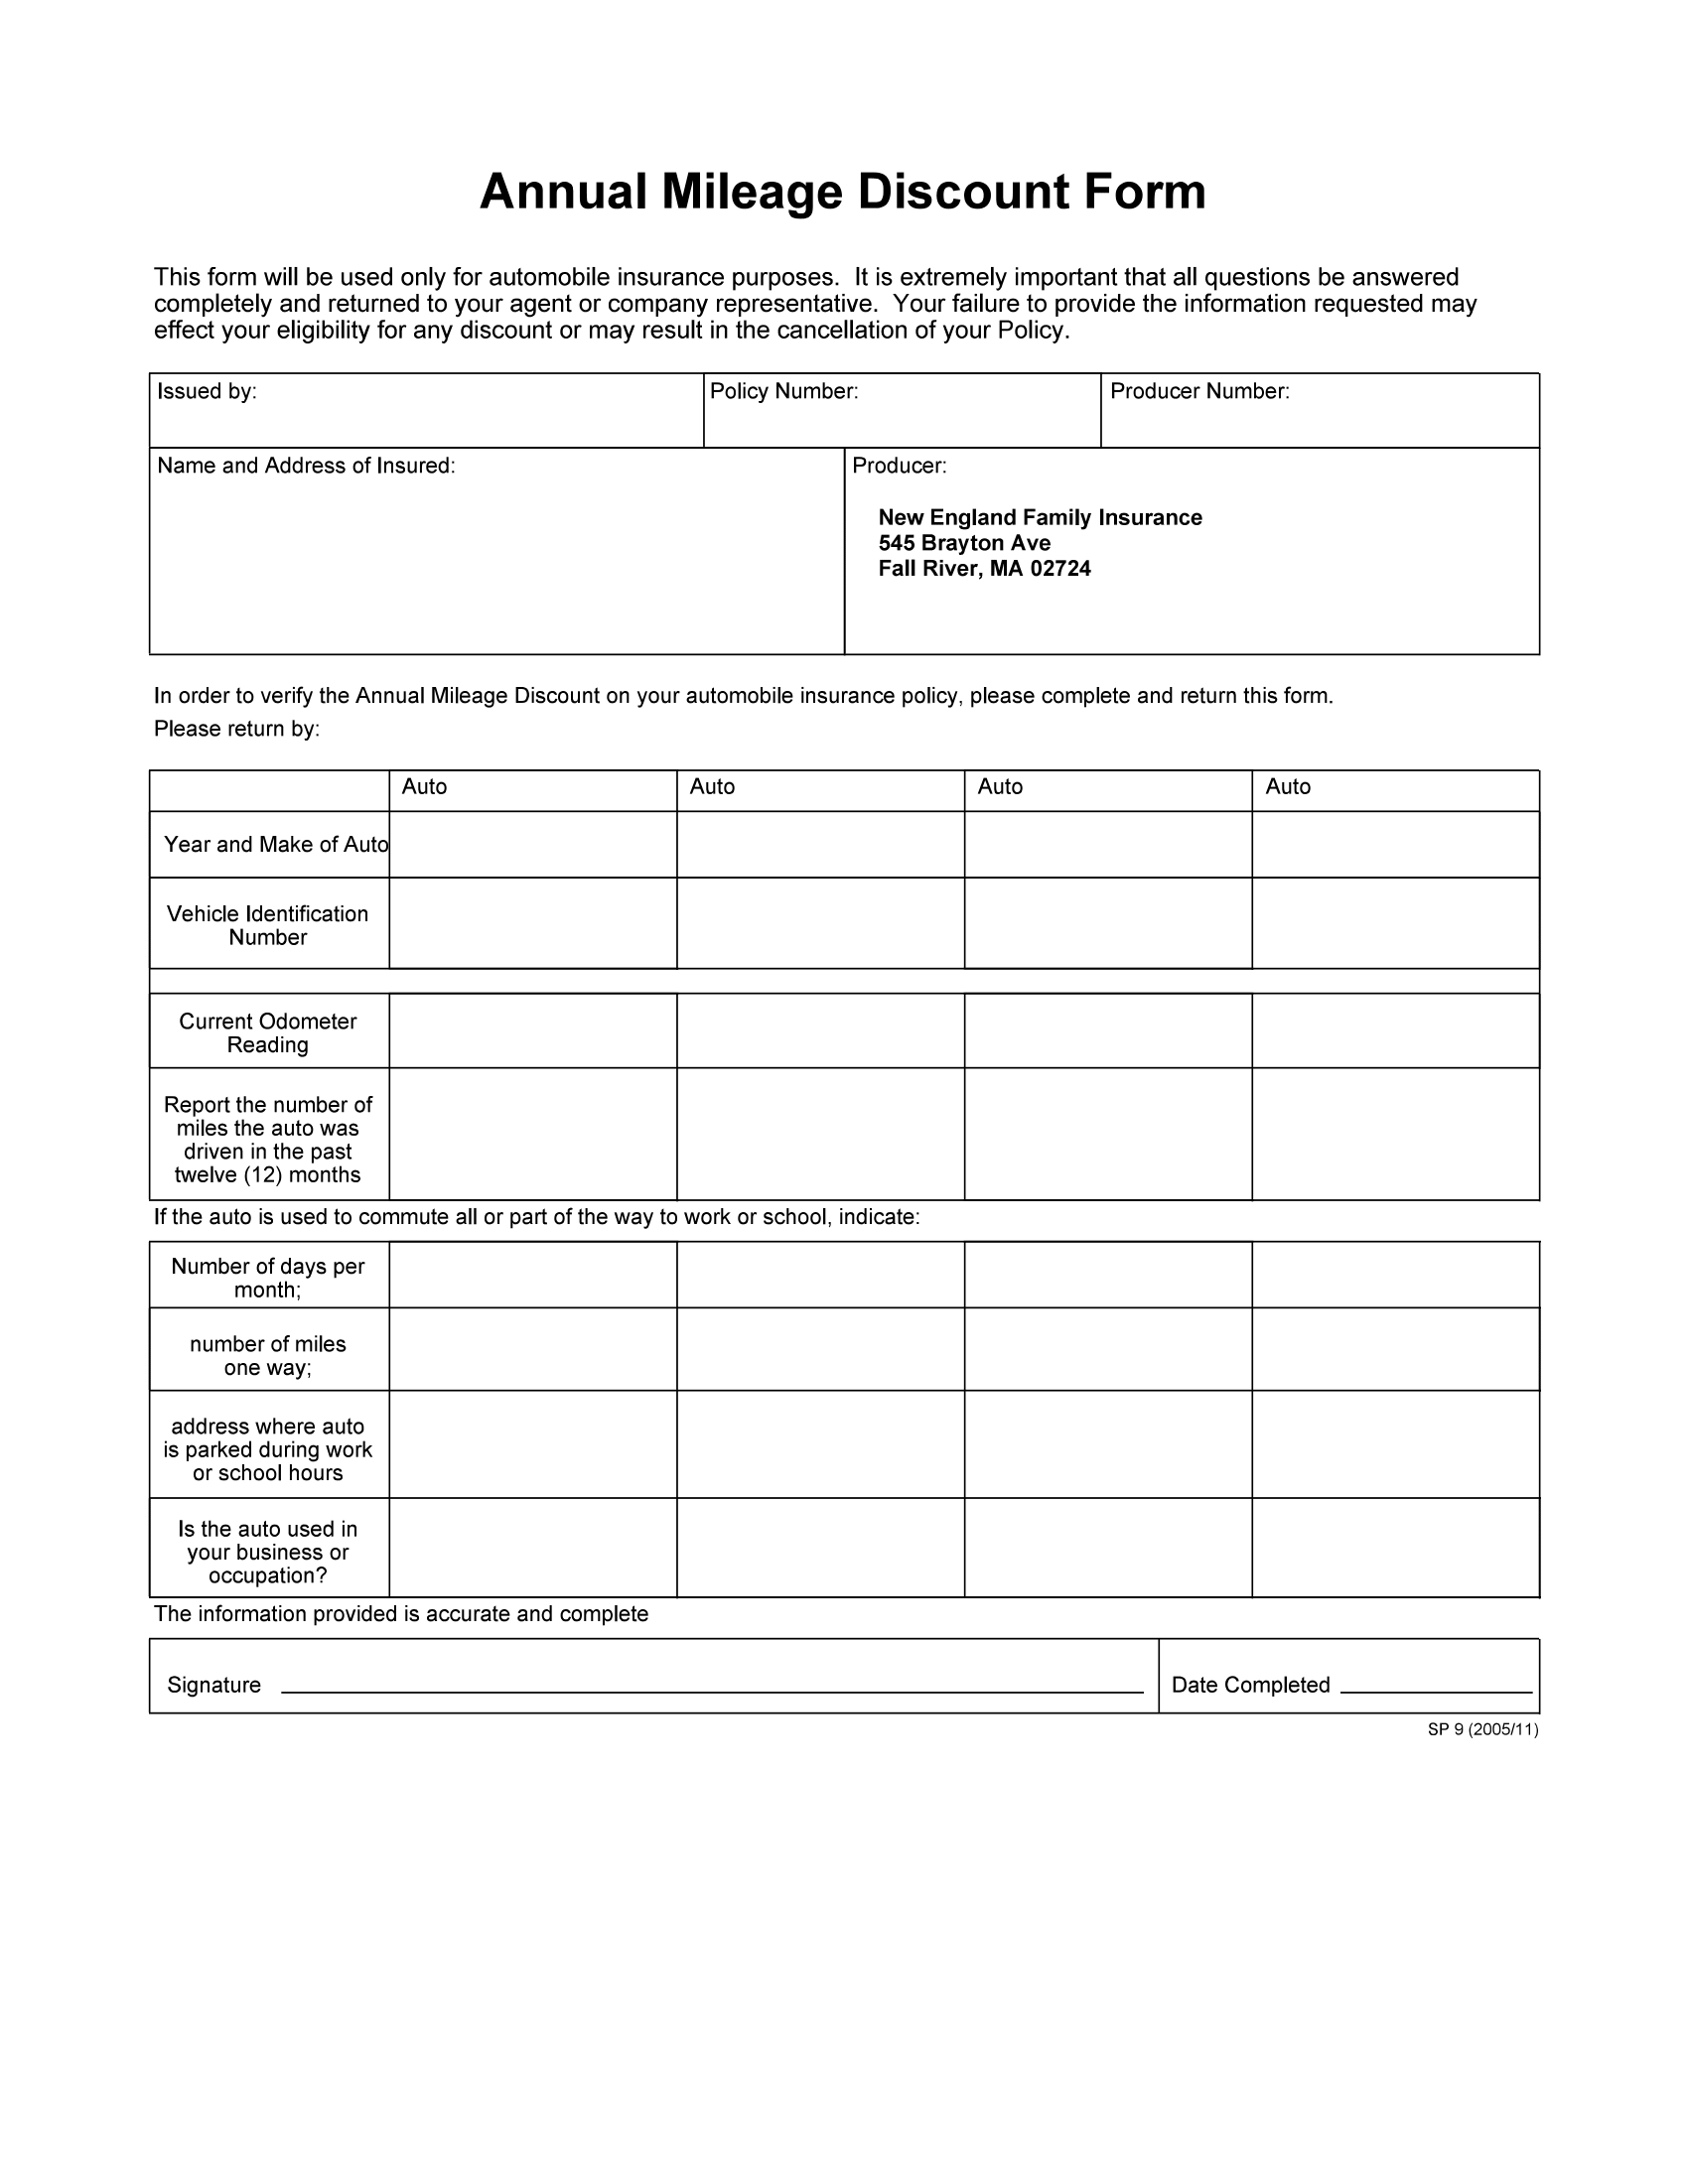 Annual Mileage Discount Form
This form will be used only for automobile insurance purposes.  It is extremely important that all questions be answered
completely and returned to your agent or company representative.  Your failure to provide the information requested may
effect your eligibility for any discount or may result in the cancellation of your Policy.
Issued by:
Policy Number:
Producer Number:
Name and Address of Insured:
Producer:
New England Family Insurance
545 Brayton Ave
Fall River, MA 02724
In order to verify the Annual Mileage Discount on your automobile insurance policy, please complete and return this form.
Please return by:
Auto
Auto
Auto
Auto
Year and Make of Auto
Vehicle Identification
Number
Current Odometer
Reading
Report the number of
miles the auto was
driven in the past
twelve (12) months
If the auto is used to commute all or part of the way to work or school, indicate:
Number of days per
month;
number of miles
one way;
address where auto
is parked during work
or school hours
Is the auto used in
your business or
occupation?
The information provided is accurate and complete
Signature
Date Completed
SP 9 (2005/11)